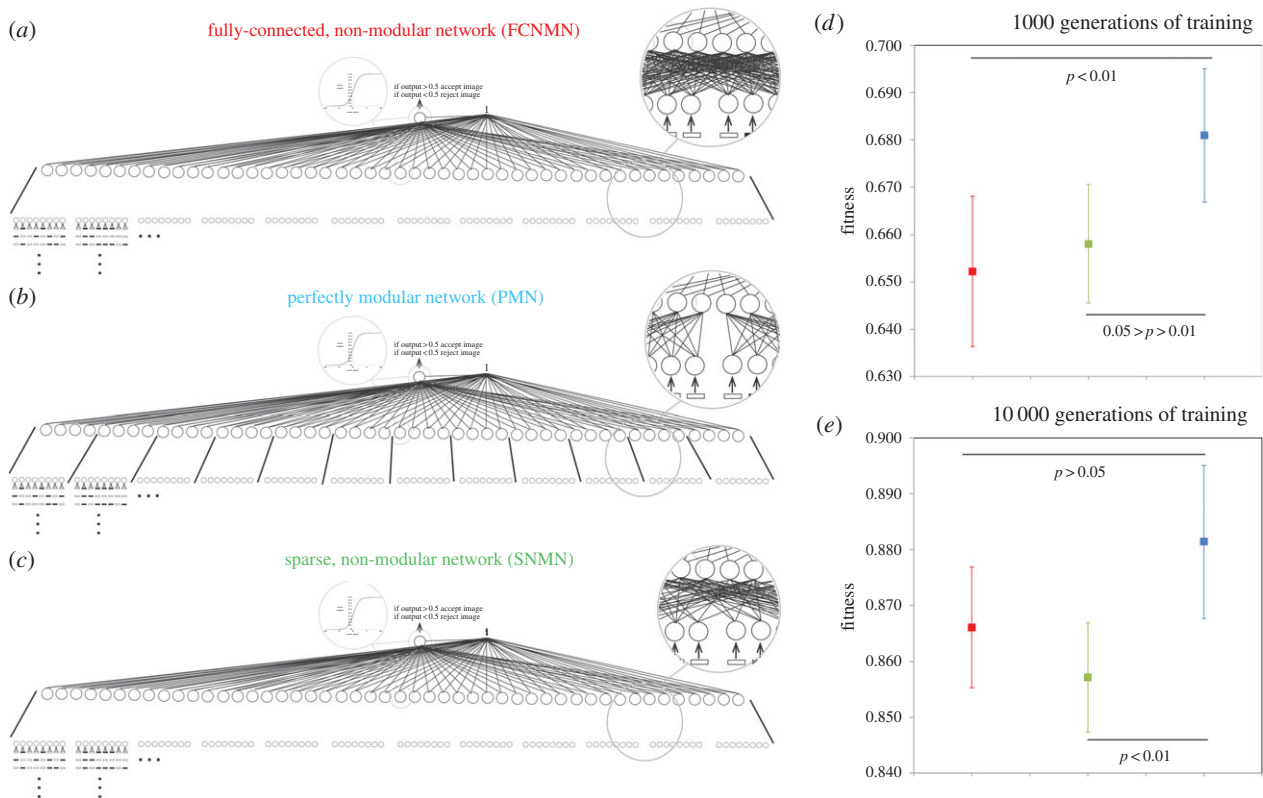 (a)
fully-connected, non-modular network (FCNMN)
if output > 0.5 accept image
if output < 0.5 reject image
1
(b)
perfectly modular network (PMN)
if output > 0.5 accept image
if output < 0.5 reject image
1
(c)
sparse, non-modular network (SNMN)
if output > 0.5 accept image
if output < 0.5 reject image
(d)
1000 generations of training
0.700
0.690
0.680
0.670
0.660
0.650
0.640
0.630
fitness
p < 0.01
0.05 > p > 0.01
(e)
10 000 generations of training
0.900
0.890
0.880
0.870
0.860
0.850
0.840
fitness
p > 0.05
p < 0.01